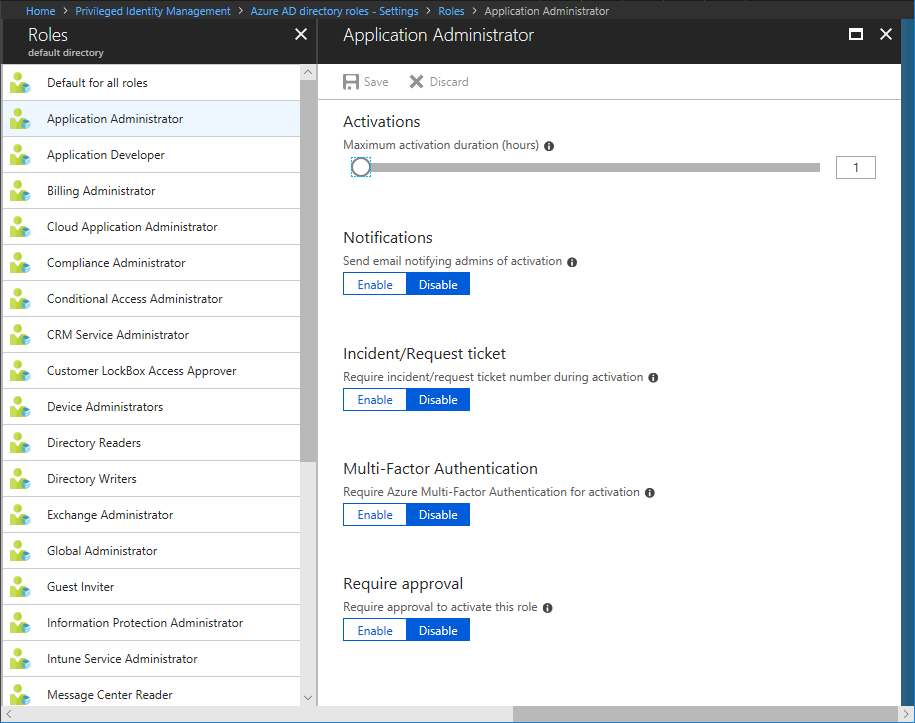 Home > Privileged Identity Management > Azure AD directory roles - Settings > Roles > Application Administrator
Roles
default directory
Default for all roles
Application Administrator
Application Developer
Billing Administrator
Cloud Application Administrator
Compliance Administrator
Conditional Access Administrator
CRM Service Administrator
Customer LockBox Access Approver
Device Administrators
Directory Readers
Directory Writers
Exchange Administrator
Global Administrator
Guest Inviter
Information Protection Administrator
Intune Service Administrator
Message Center Reader
Application Administrator
Save Discard
Activations
Maximum activation duration (hours)
1
Notifications
Send email notifying admins of activation
Enable Disable
Incident/Request ticket
Require incident/request ticket number during activation
Enable Disable
Multi-Factor Authentication
Require Azure Multi-Factor Authentication for activation
Enable Disable
Require approval
Require approval to activate this role
Enable Disable